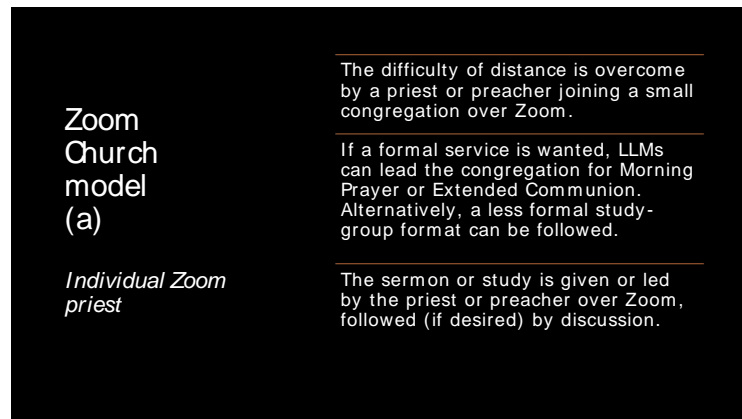 Zoom
Church
model
(a)
Individual Zoom
priest
The difficulty of distance is overcome
by a priest or preacher joining a small
congregation over Zoom.
If a formal service is wanted, LLMs
can lead the congregation for Morning
Prayer or Extended Communion.
Alternatively, a less formal study-
group format can be followed.
The sermon or study is given or led
by the priest or preacher over Zoom,
followed (if desired) by discussion.